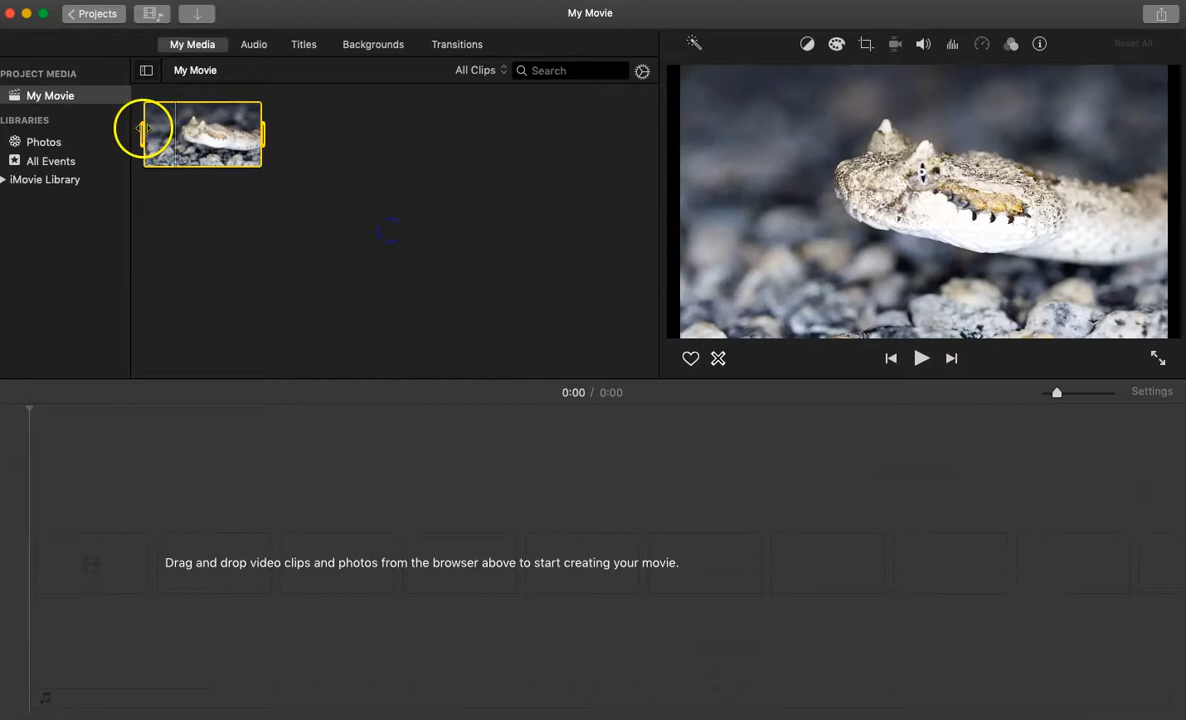 Projects
My Movie
My Media
Audio
Titles
Backgrounds
Transitions
Reset All
PROJECT MEDIA
My Movie
LIBRARIES
Photos
All Events
iMovie Library
My Movie
All Clips
Search
0:00 / 0:00
Settings
Drag and drop video clips and photos from the browser above to start creating your movie.